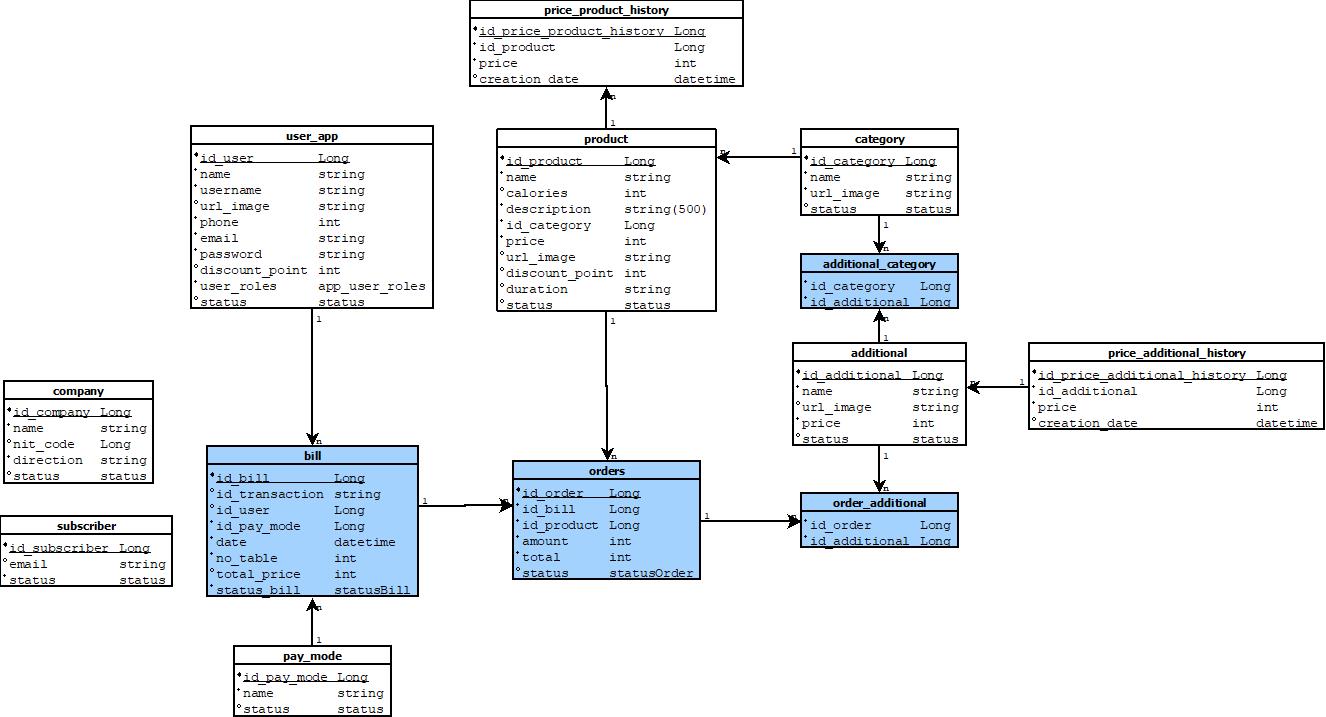 price_product_history
id_price_product_history Long
id_product Long
price int
creation_date datetime
n
1
user_app
id_user Long
name string
username string
url_image string
phone int
email string
password string
discount_point int
user_roles app_user_roles
status status
1
n
product
id_product Long
name string
calories int
description string(500)
id_category Long
price int
url_image string
discount_point int
duration string
status status
1
n
n 1
category
id_category Long
name string
url_image string
status status
1
n
additional_category
id_category Long
id_additional Long
n
1
additional
id_additional Long
name string
url_image string
price int
status status
1
n
n 1
price_additional_history
id_price_additional_history Long
id_additional Long
price int
creation_date datetime
company
id_company Long
name string
nit_code Long
direction string
status status
subscriber
id_subscriber Long
email string
status status
bill
id_bill Long
id_transaction string
id_user Long
id_pay_mode Long
date datetime
no_table int
total_price int
status_bill statusBill
1 n
orders
id_order Long
id_bill Long
id_product Long
amount int
total int
status statusOrder
1 n
order_additional
id_order Long
id_additional Long
n
1
pay_mode
id_pay_mode Long
name string
status status